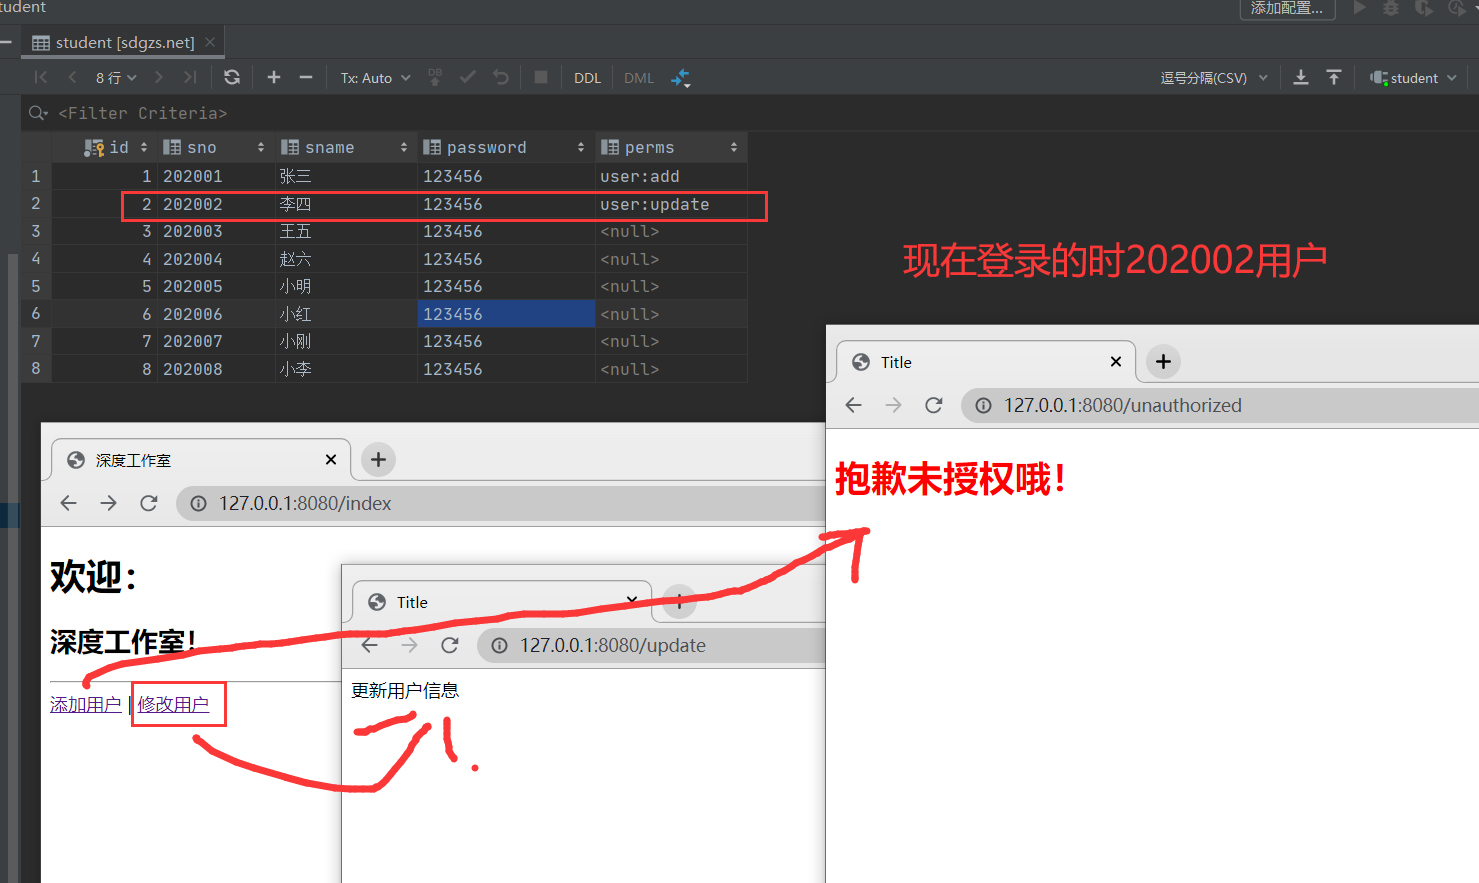 tudent
添加配置...
student [sdgzs.net]
8 行
Tx: Auto
DB
DDL
DML
逗号分隔(CSV)
student
<Filter Criteria>
id sno sname password perms
1 1 202001 张三 123456 user:add
2 2 202002 李四 123456 user:update
3 3 202003 王五 123456 <null>
4 4 202004 赵六 123456 <null>
5 5 202005 小明 123456 <null>
6 6 202006 小红 123456 <null>
7 7 202007 小刚 123456 <null>
8 8 202008 小李 123456 <null>
现在登录的时202002用户
Title
127.0.0.1:8080/unauthorized
抱歉未授权哦！
深度工作室
127.0.0.1:8080/index
欢迎：
深度工作室！
添加用户 | 修改用户
Title
127.0.0.1:8080/update
更新用户信息